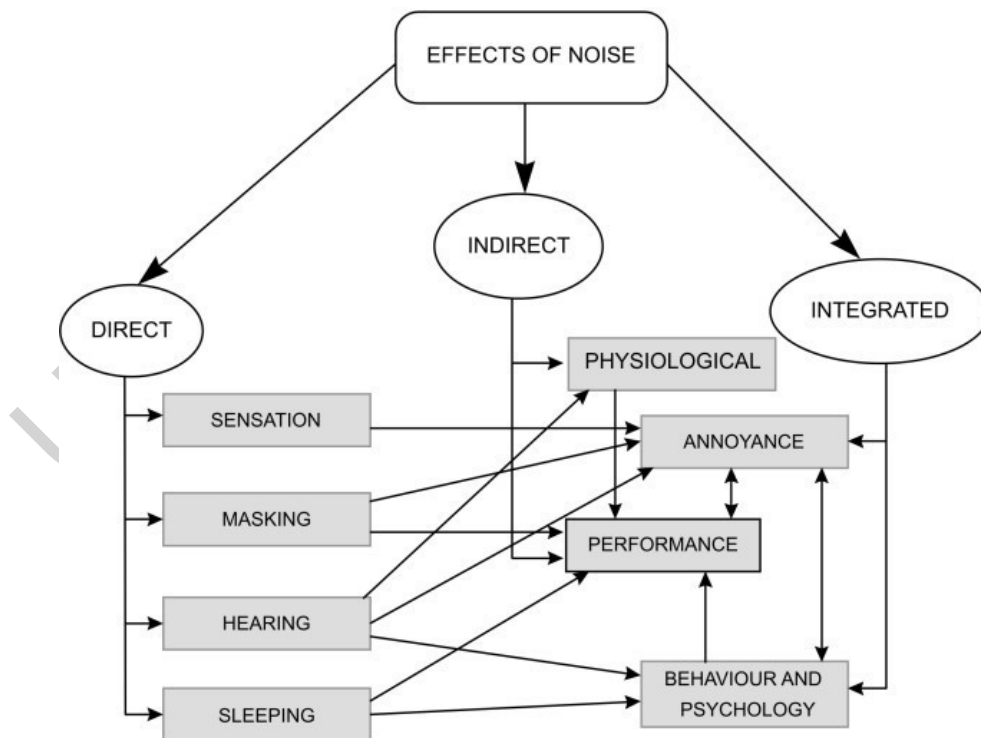 EFFECTS OF NOISE
INDIRECT
DIRECT
INTEGRATED
PHYSIOLOGICAL
SENSATION
ANNOYANCE
MASKING
PERFORMANCE
HEARING
BEHAVIOUR AND
PSYCHOLOGY
SLEEPING